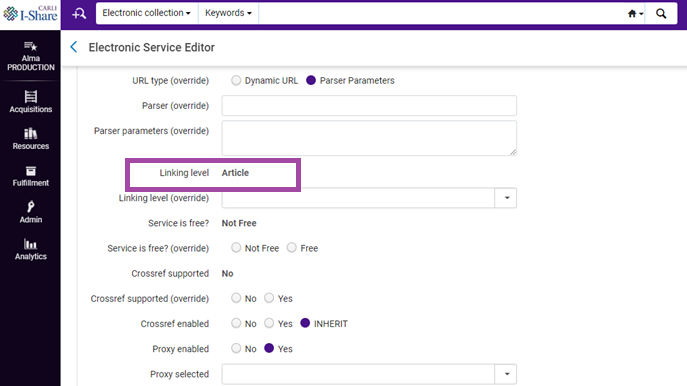 CARLI
I-Share
Electronic collection
Keywords
Alma
PRODUCTION
Acquisitions
Resources
Fulfillment
Admin
Analytics
Electronic Service Editor
URL type (override) Dynamic URL Parser Parameters
Parser (override)
Parser parameters (override)
Linking level Article
Linking level (override)
Service is free? Not Free
Service is free? (override) Not Free Free
Crossref supported No
Crossref supported (override) No Yes
Crossref enabled No Yes INHERIT
Proxy enabled No Yes
Proxy selected